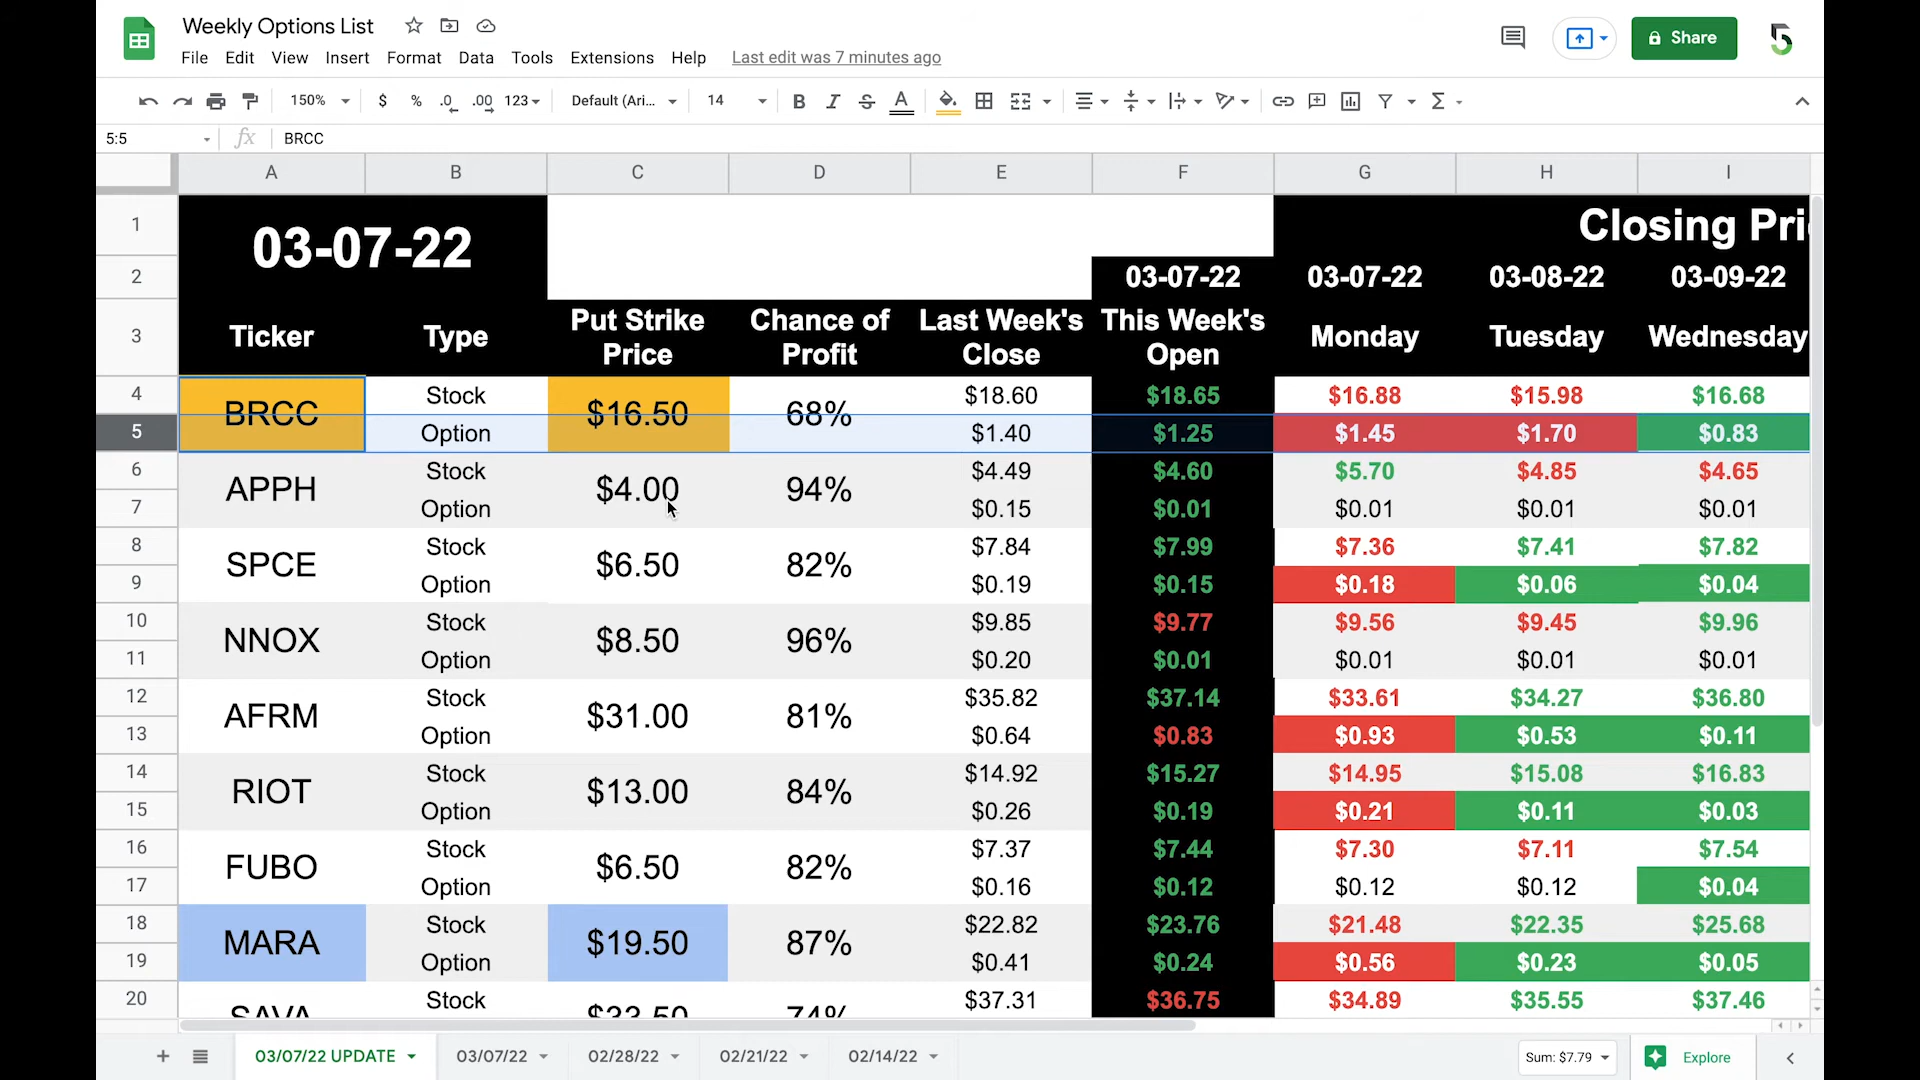 Weekly Options List
File Edit View Insert Format Data Tools Extensions Help Last edit was 7 minutes ago
Share
150% $ % .0 .00 123 Default (Ari... 14
5:5 fx BRCC
A B C D E F G H I
1 03-07-22 Closing Pri
2 03-07-22 03-07-22 03-08-22 03-09-22
3 Ticker Type Put Strike Price Chance of Profit Last Week's Close This Week's Open Monday Tuesday Wednesday
4 BRCC Stock $16.50 68% $18.60 $18.65 $16.88 $15.98 $16.68
5 Option $1.40 $1.25 $1.45 $1.70 $0.83
6 APPH Stock $4.00 94% $4.49 $4.60 $5.70 $4.85 $4.65
7 Option $0.15 $0.01 $0.01 $0.01 $0.01
8 SPCE Stock $6.50 82% $7.84 $7.99 $7.36 $7.41 $7.82
9 Option $0.19 $0.15 $0.18 $0.06 $0.04
10 NNOX Stock $8.50 96% $9.85 $9.77 $9.56 $9.45 $9.96
11 Option $0.20 $0.01 $0.01 $0.01 $0.01
12 AFRM Stock $31.00 81% $35.82 $37.14 $33.61 $34.27 $36.80
13 Option $0.64 $0.83 $0.93 $0.53 $0.11
14 RIOT Stock $13.00 84% $14.92 $15.27 $14.95 $15.08 $16.83
15 Option $0.26 $0.19 $0.21 $0.11 $0.03
16 FUBO Stock $6.50 82% $7.37 $7.44 $7.30 $7.11 $7.54
17 Option $0.16 $0.12 $0.12 $0.12 $0.04
18 MARA Stock $19.50 87% $22.82 $23.76 $21.48 $22.35 $25.68
19 Option $0.41 $0.24 $0.56 $0.23 $0.05
20 SAVA Stock $37.31 $36.75 $34.89 $35.55 $37.46
03/07/22 UPDATE 03/07/22 02/28/22 02/21/22 02/14/22 Sum: $7.79 Explore